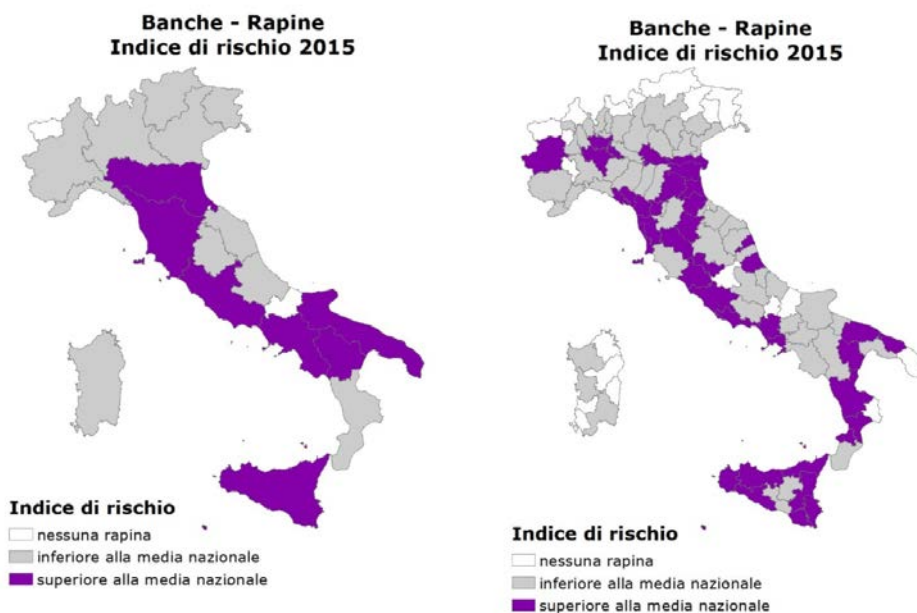 Banche - Rapine
Indice di rischio 2015
Indice di rischio
nessuna rapina
inferiore alla media nazionale
superiore alla media nazionale
Banche - Rapine
Indice di rischio 2015
Indice di rischio
nessuna rapina
inferiore alla media nazionale
superiore alla media nazionale